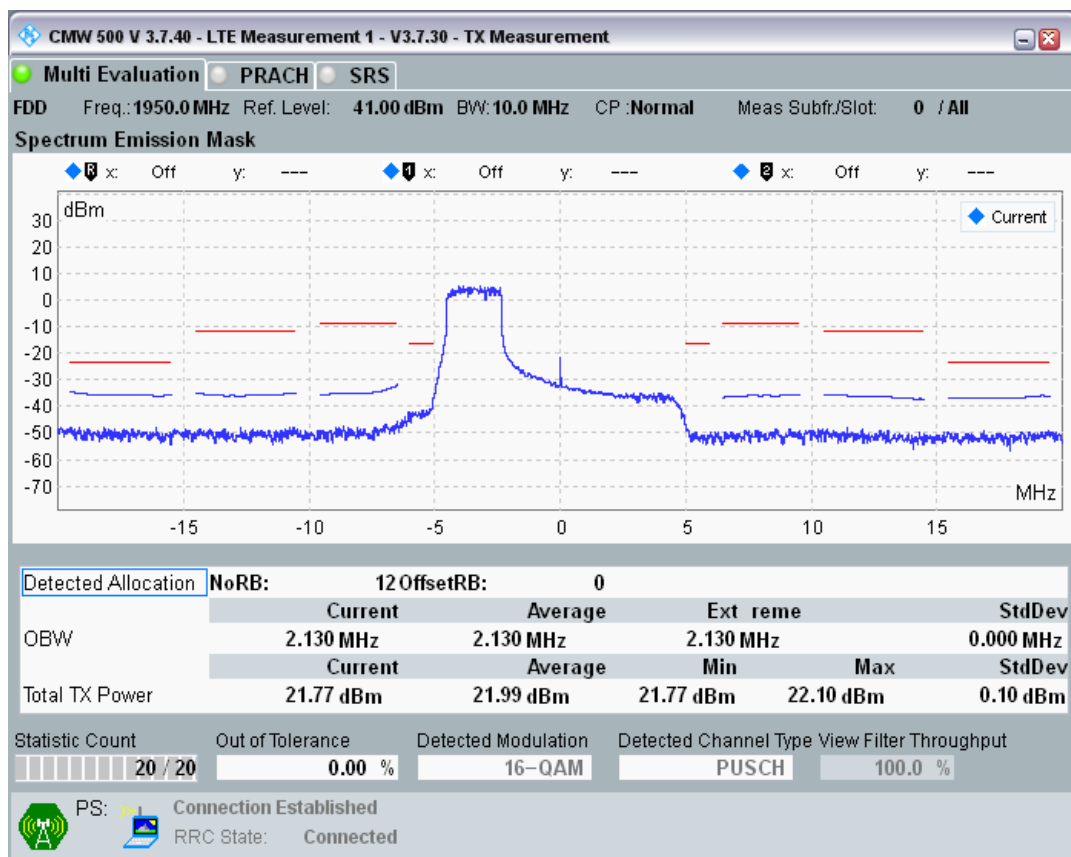 CMW 500 V 3.7.40 - LTE Measurement 1 - V3.7.30 - TX Measurement
Multi Evaluation PRACH SRS
FDD Freq.: 1950.0 MHz Ref. Level: 41.00 dBm BW: 10.0 MHz CP :Normal Meas Subfr./Slot: 0 / All
Spectrum Emission Mask
R x: Off y: --- 1 x: Off y: --- 2 x: Off y: ---
dBm
Current
30
20
10
0
-10
-20
-30
-40
-50
-60
-70
MHz
-15 -10 -5 0 5 10 15
Detected Allocation NoRB: 12 OffsetRB: 0
Current Average Ext reme StdDev
OBW 2.130 MHz 2.130 MHz 2.130 MHz 0.000 MHz
Current Average Min Max StdDev
Total TX Power 21.77 dBm 21.99 dBm 21.77 dBm 22.10 dBm 0.10 dBm
Statistic Count Out of Tolerance Detected Modulation Detected Channel Type View Filter Throughput
20 / 20 0.00 % 16-QAM PUSCH 100.0 %
PS: Connection Established
RRC State: Connected